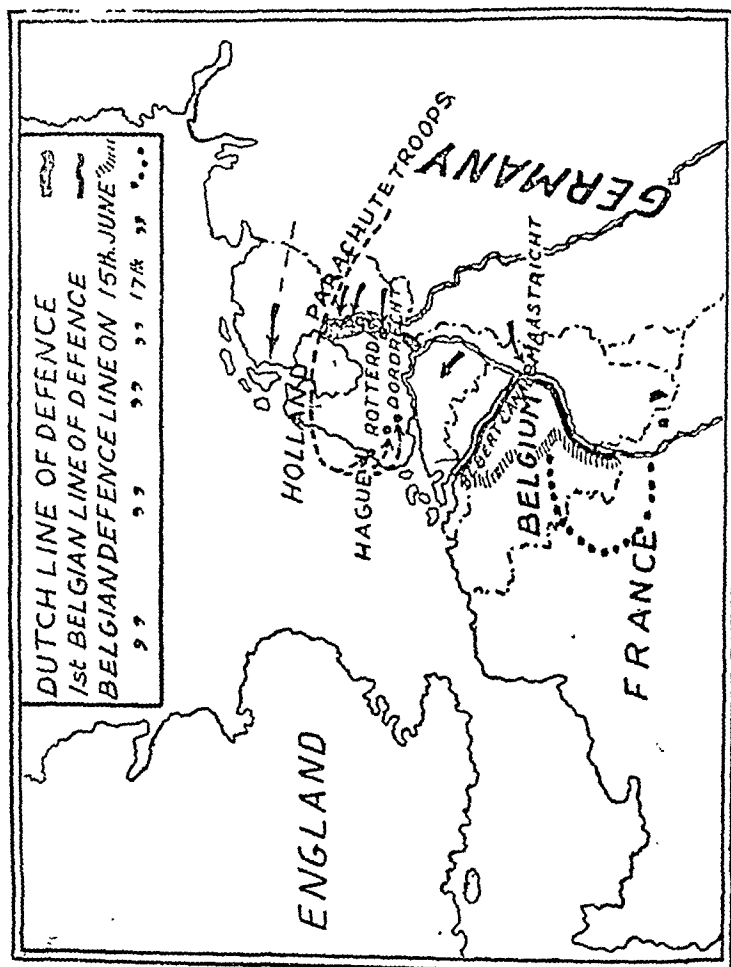 DUTCH LINE OF DEFENCE
1st BELGIAN LINE OF DEFENCE
BELGIAN DEFENCE LINE ON 15th. JUNE
,, ,, ,, ,, 17th ,,
HOLLAND
PARACHUTE TROOPS
HAGUE
ROTTERD
DORDRECHT
GERMANY
ENGLAND
ALBERT CANAL
MAASTRICHT
BELGIUM
FRANCE